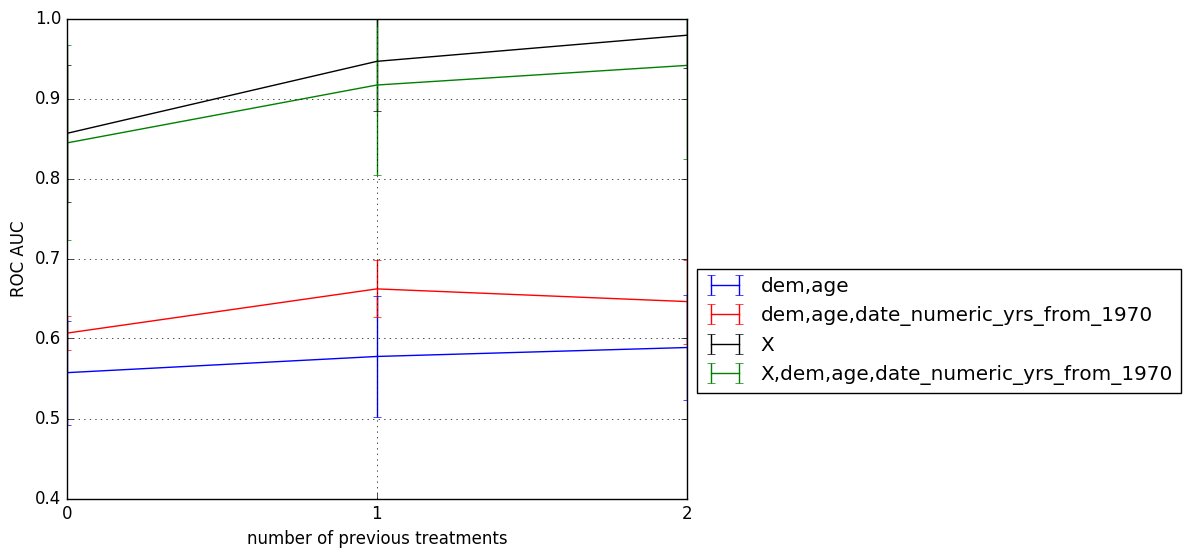 1.0
0.9
0.8
0.7
0.6
0.5
0.4
ROC AUC
0 1 2
number of previous treatments
dem,age
dem,age,date_numeric_yrs_from_1970
X
X,dem,age,date_numeric_yrs_from_1970